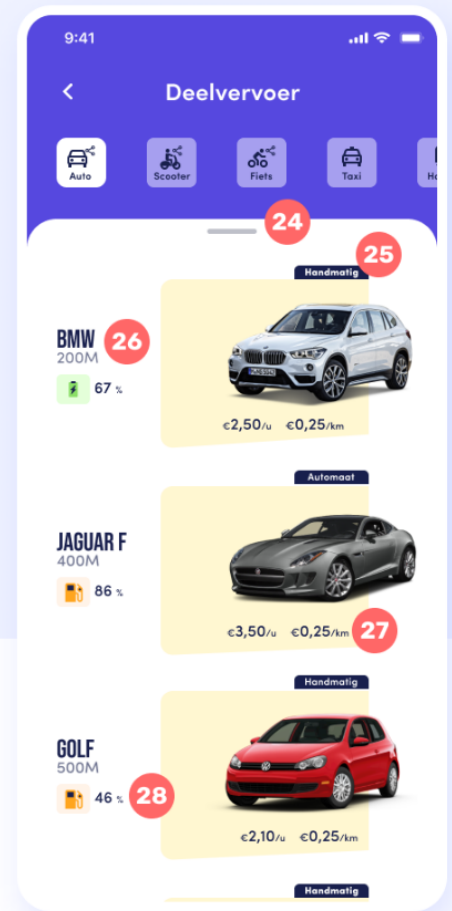 9:41
Deelvervoer
Auto
Scooter
Fiets
Taxi
24
25
Handmatig
BMW
26
200M
67 %
€2,50/u €0,25/km
Automaat
JAGUAR F
400M
86 %
€3,50/u €0,25/km
27
Handmatig
GOLF
500M
46 %
28
€2,10/u €0,25/km
Handmatig